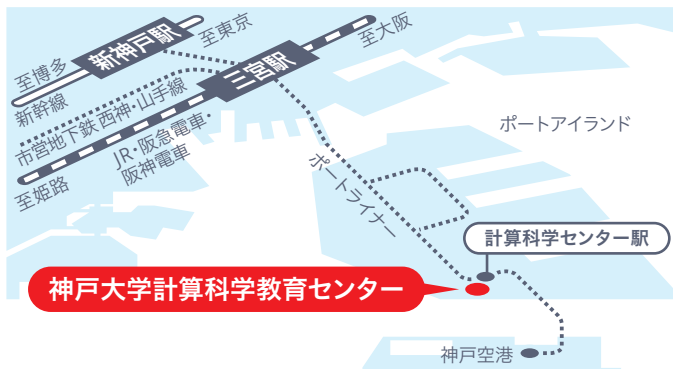 新神戸駅
至東京
至博多
新幹線
三宮駅
至大阪
市営地下鉄 西神・山手線
JR・阪急電車・
阪神電車
至姫路
ポートアイランド
ポートライナー
計算科学センター駅
神戸大学計算科学教育センター
神戸空港